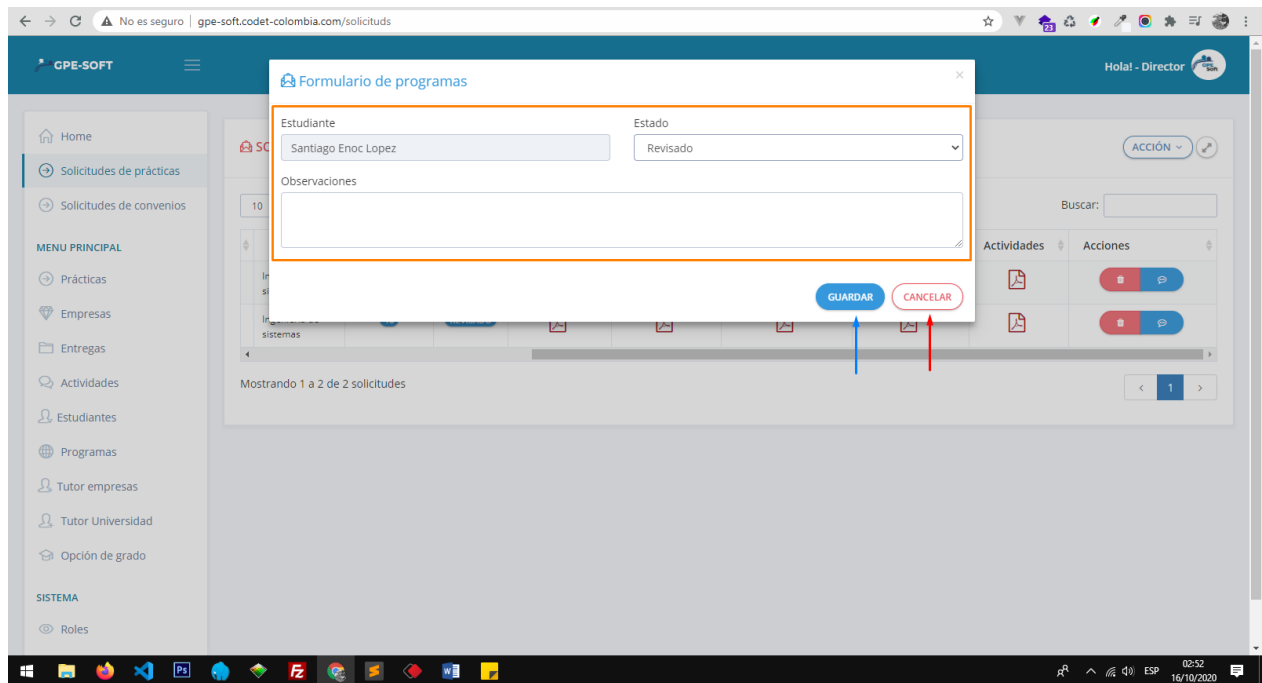 No es seguro | gpe-soft.codet-colombia.com/solicituds
23
GPE-SOFT
Hola! - Director
Formulario de programas
×
Estudiante
Estado
Santiago Enoc Lopez
Revisado
Observaciones
GUARDAR
CANCELAR
Home
Solicitudes de prácticas
Solicitudes de convenios
MENU PRINCIPAL
Prácticas
Empresas
Entregas
Actividades
Estudiantes
Programas
Tutor empresas
Tutor Universidad
Opción de grado
SISTEMA
Roles
ACCIÓN
10
Buscar:
Actividades
Acciones
sistemas
Mostrando 1 a 2 de 2 solicitudes
< 1 >
Ps
ESP
02:52
16/10/2020